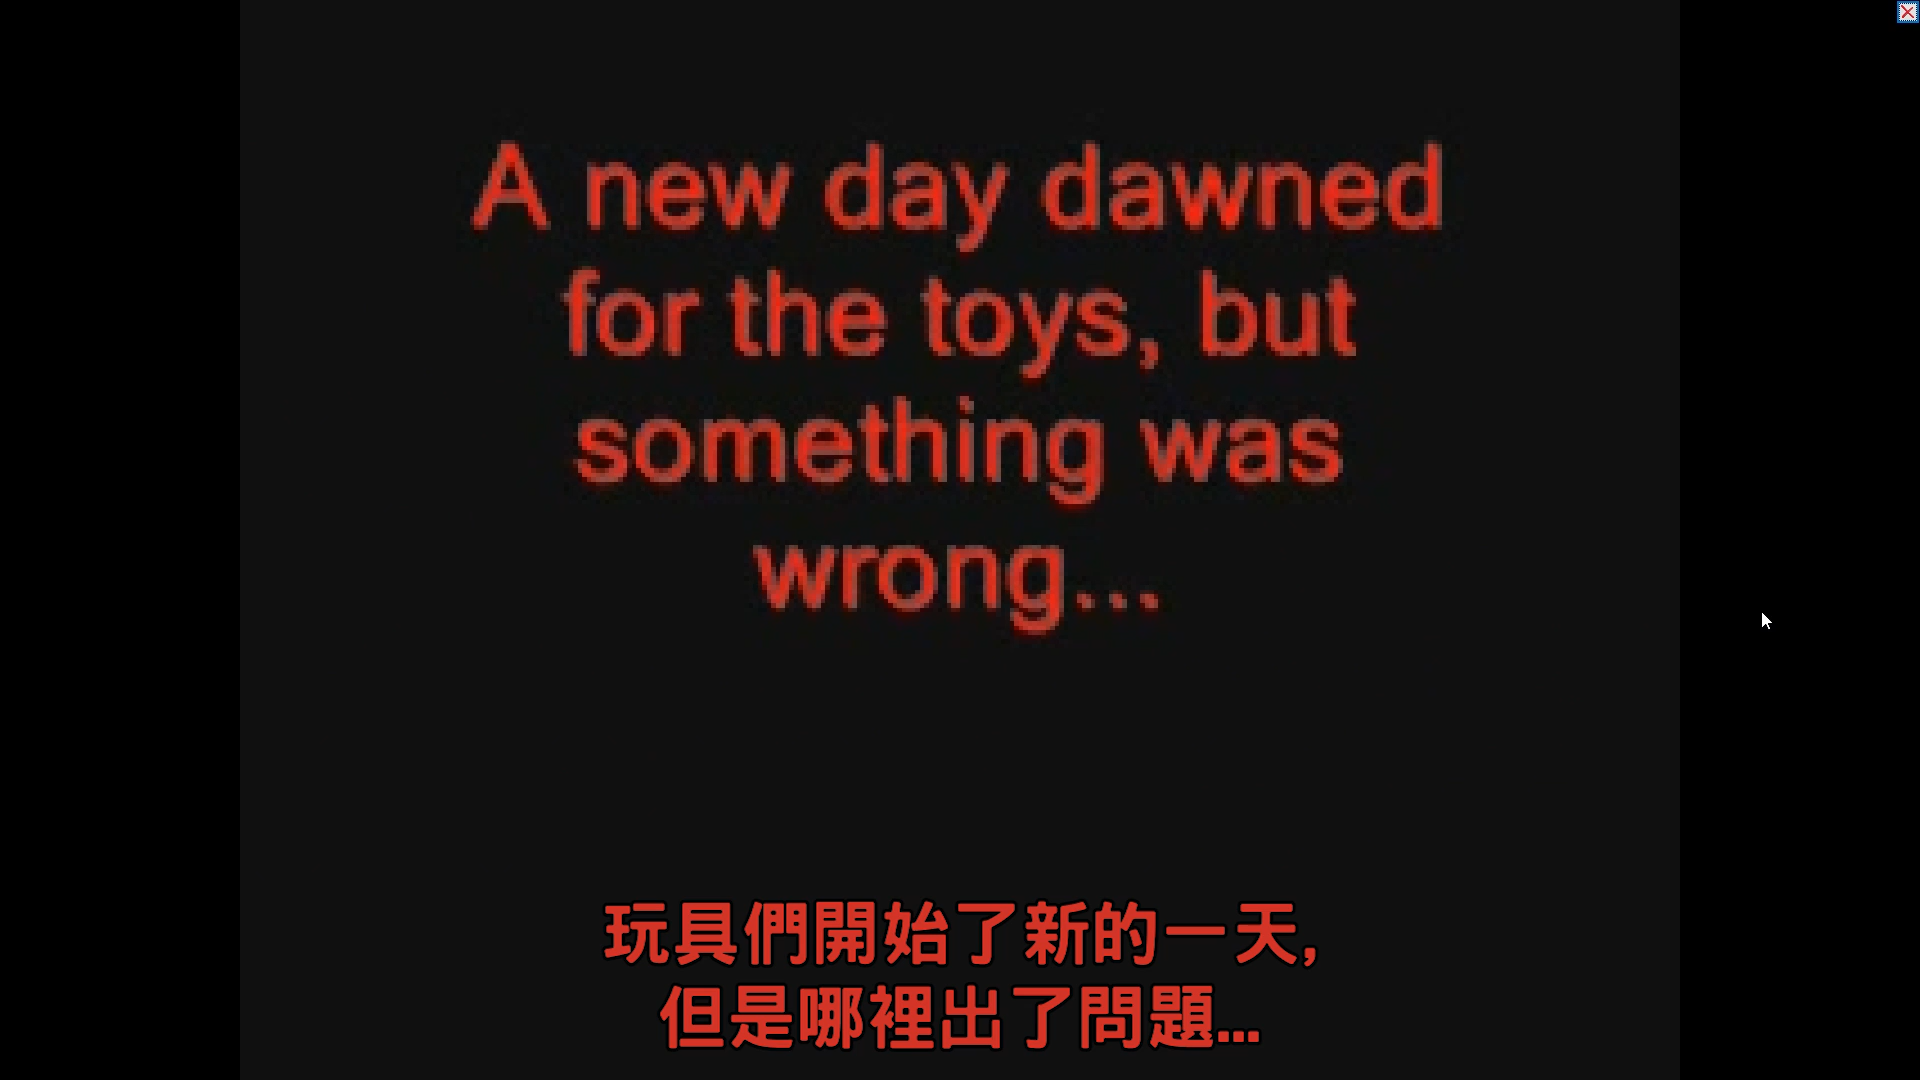 A new day dawned
for the toys, but
something was
wrong...
玩具們開始了新的一天,
但是哪裡出了問題...